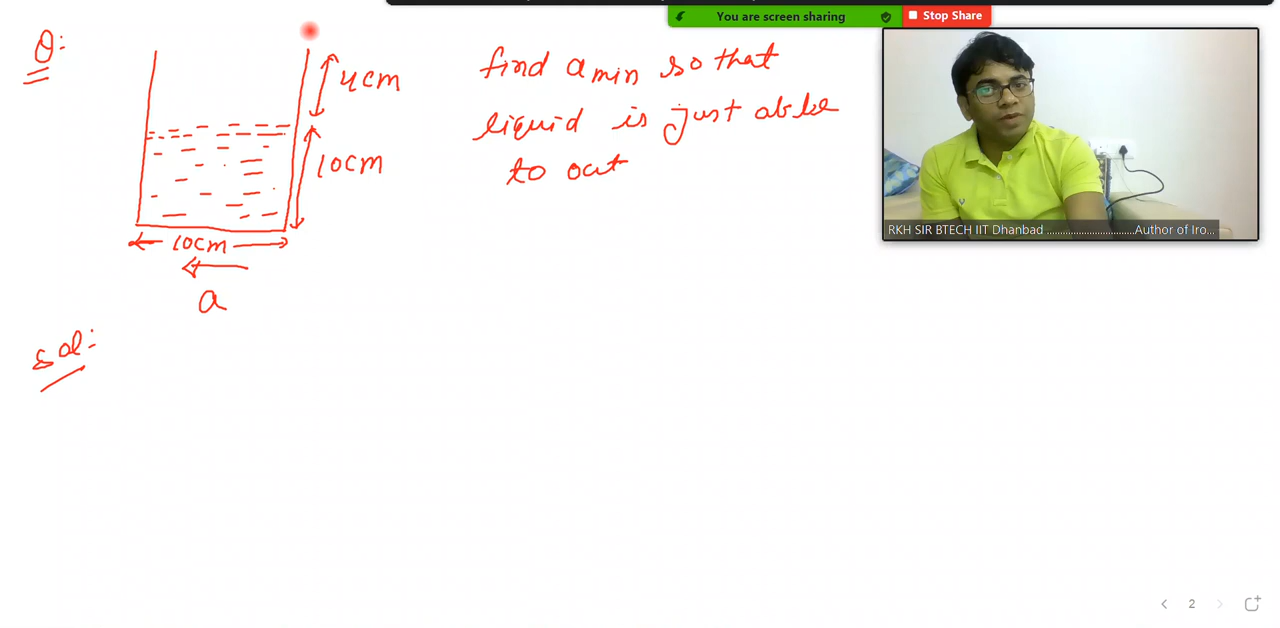 You are screen sharing
Stop Share
Q:
4cm
10cm
10cm
a
find amin so that
liquid is just able
to out
RKH SIR BTECH IIT Dhanbad ..................................Author of Iro...
Sol:
2